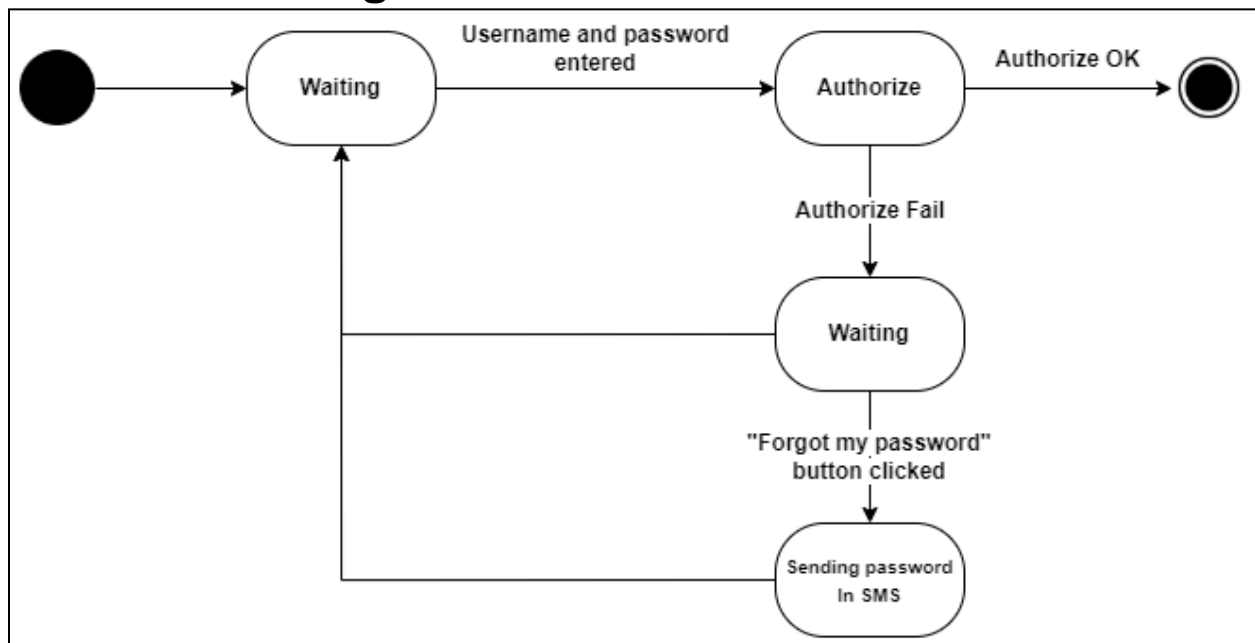 Username and password
entered
Waiting
Authorize
Authorize OK
Authorize Fail
Waiting
"Forgot my password"
button clicked
Sending password
In SMS